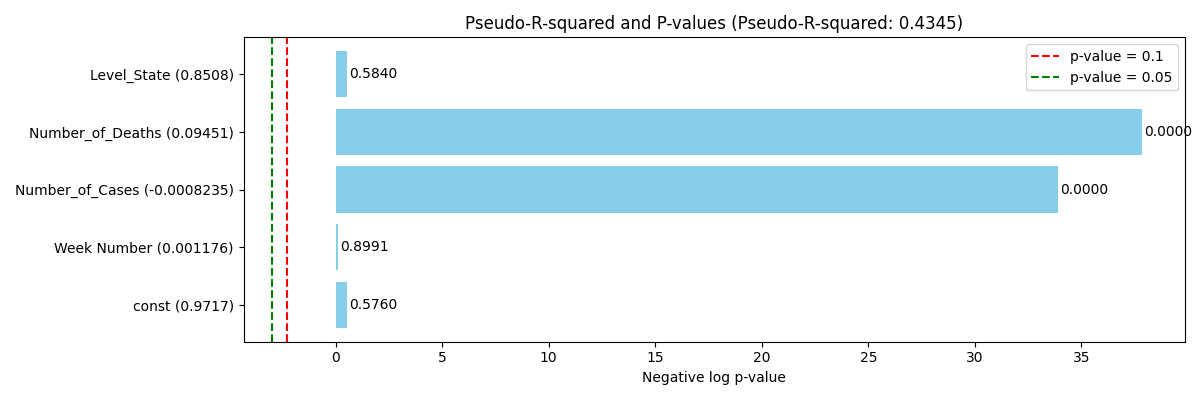 Pseudo-R-squared and P-values (Pseudo-R-squared: 0.4345)
p-value = 0.1
p-value = 0.05
Level_State (0.8508)
0.5840
Number_of_Deaths (0.09451)
0.0000
Number_of_Cases (-0.0008235)
0.0000
Week Number (0.001176)
0.8991
const (0.9717)
0.5760
0 5 10 15 20 25 30 35
Negative log p-value